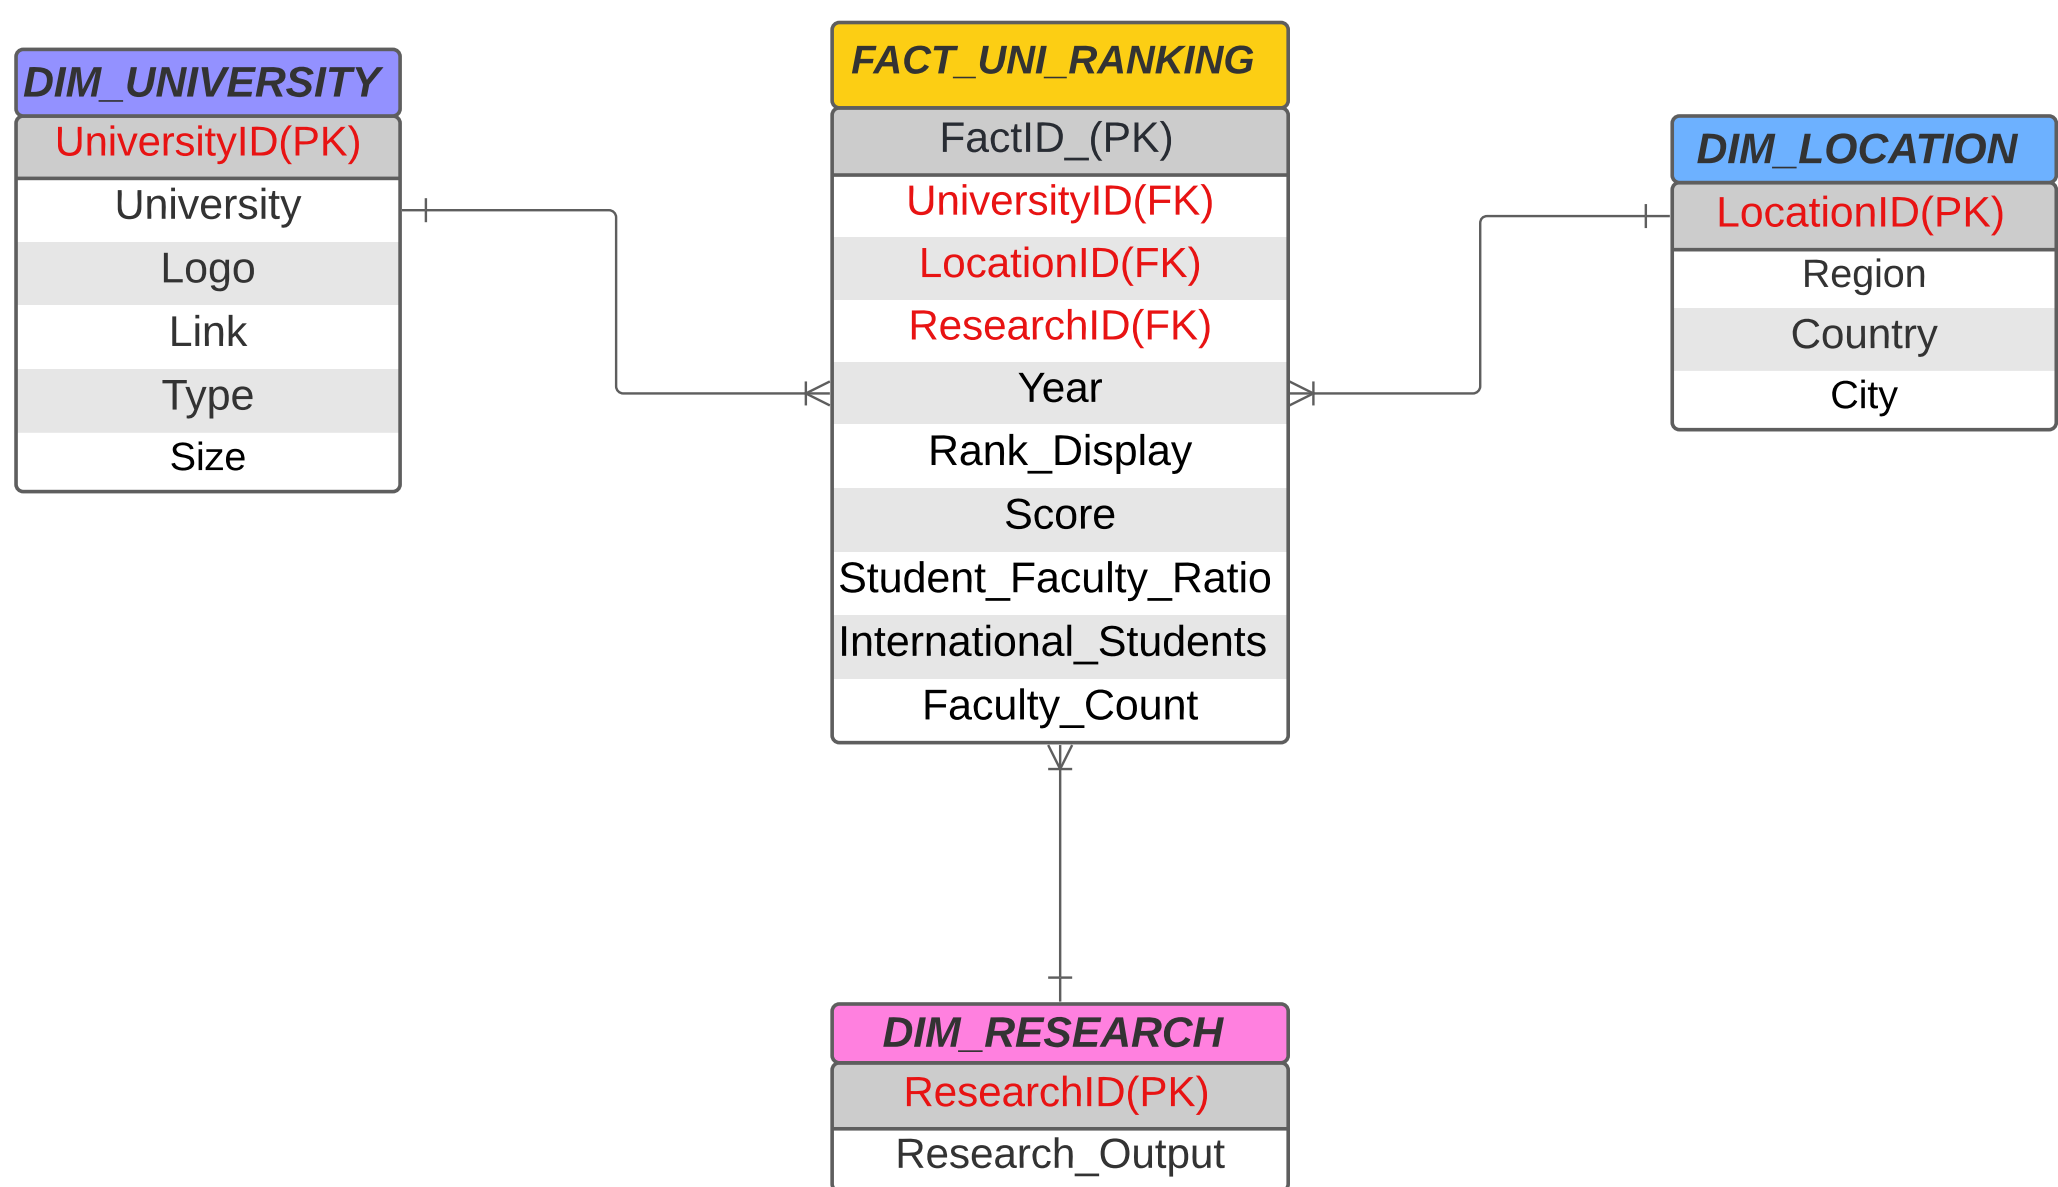 DIM_UNIVERSITY
UniversityID(PK)
University
Logo
Link
Type
Size
FACT_UNI_RANKING
FactID_(PK)
UniversityID(FK)
LocationID(FK)
ResearchID(FK)
Year
Rank_Display
Score
Student_Faculty_Ratio
International_Students
Faculty_Count
DIM_LOCATION
LocationID(PK)
Region
Country
City
DIM_RESEARCH
ResearchID(PK)
Research_Output